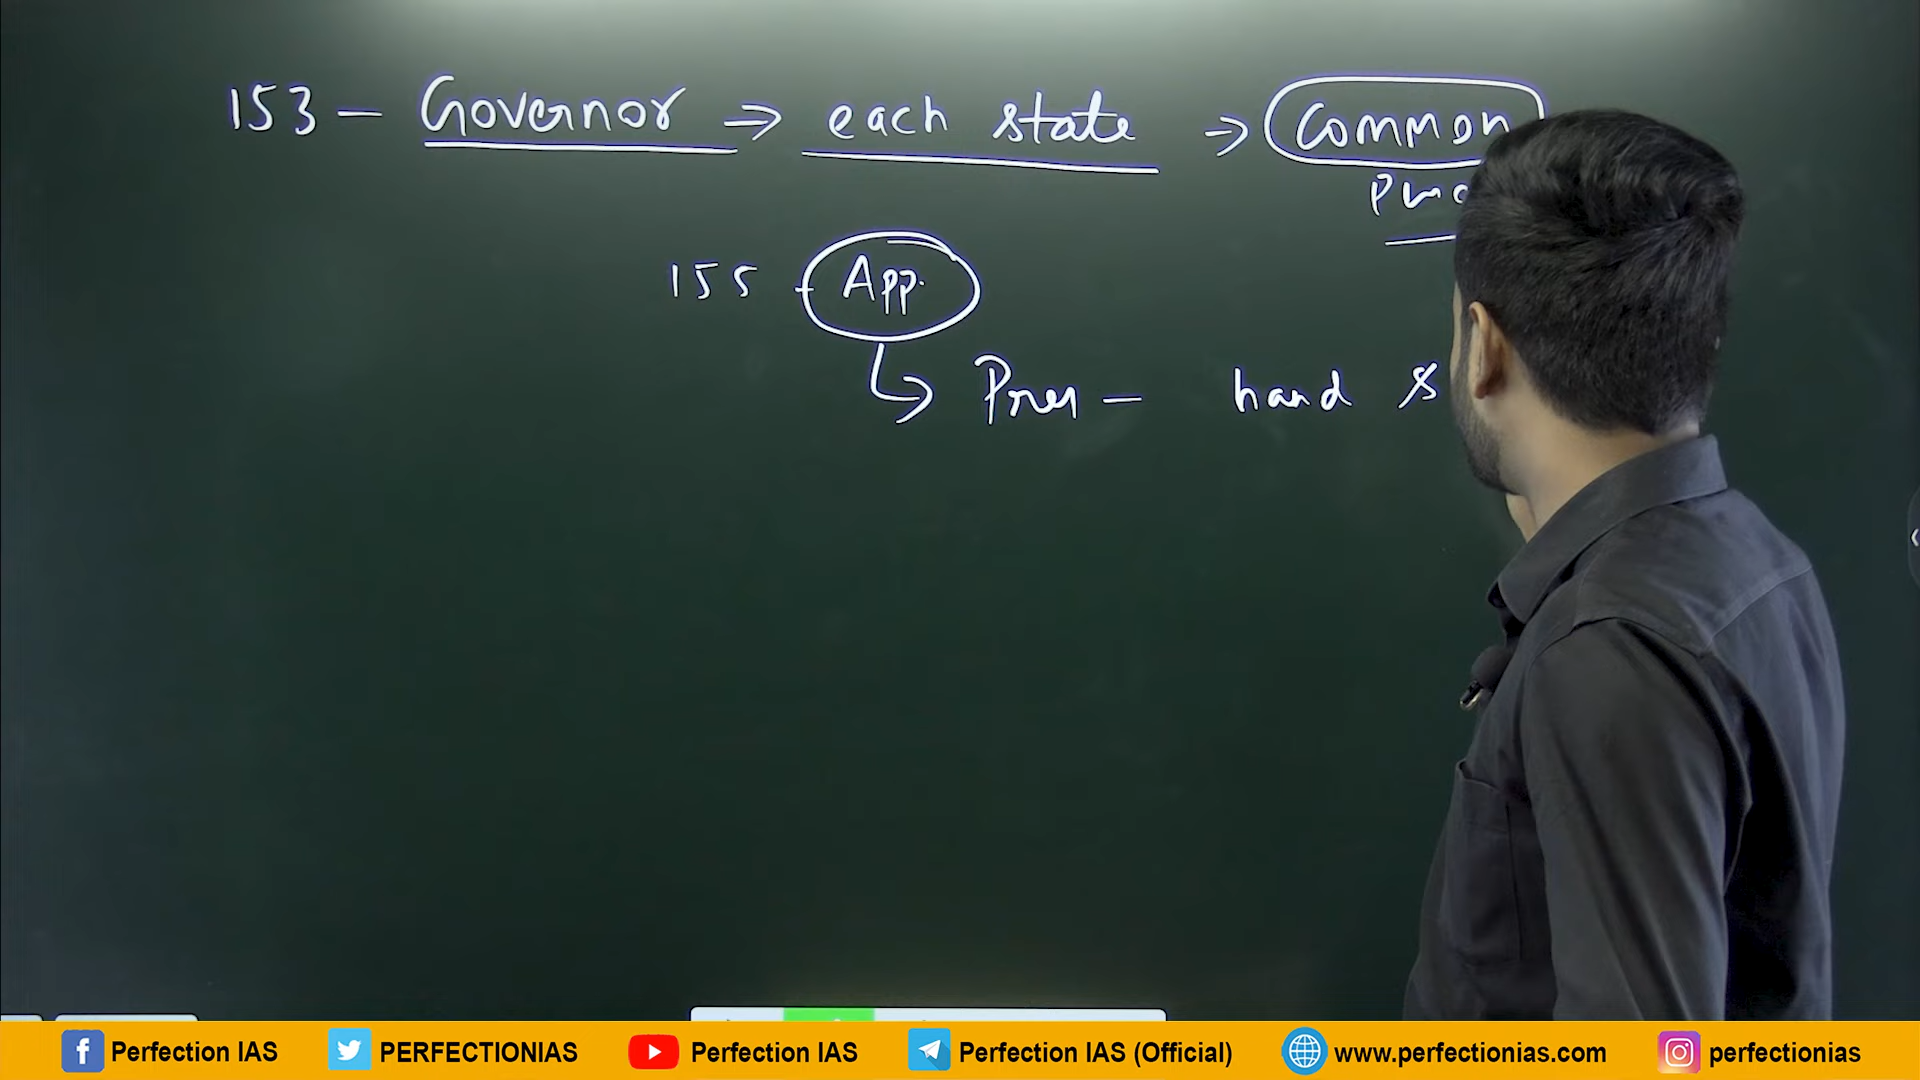 153 - Governor ⇒ each state → common
155 - App.
↳ Pres - hand &
Perfection IAS PERFECTIONIAS Perfection IAS Perfection IAS (Official) www.perfectionias.com perfectionias